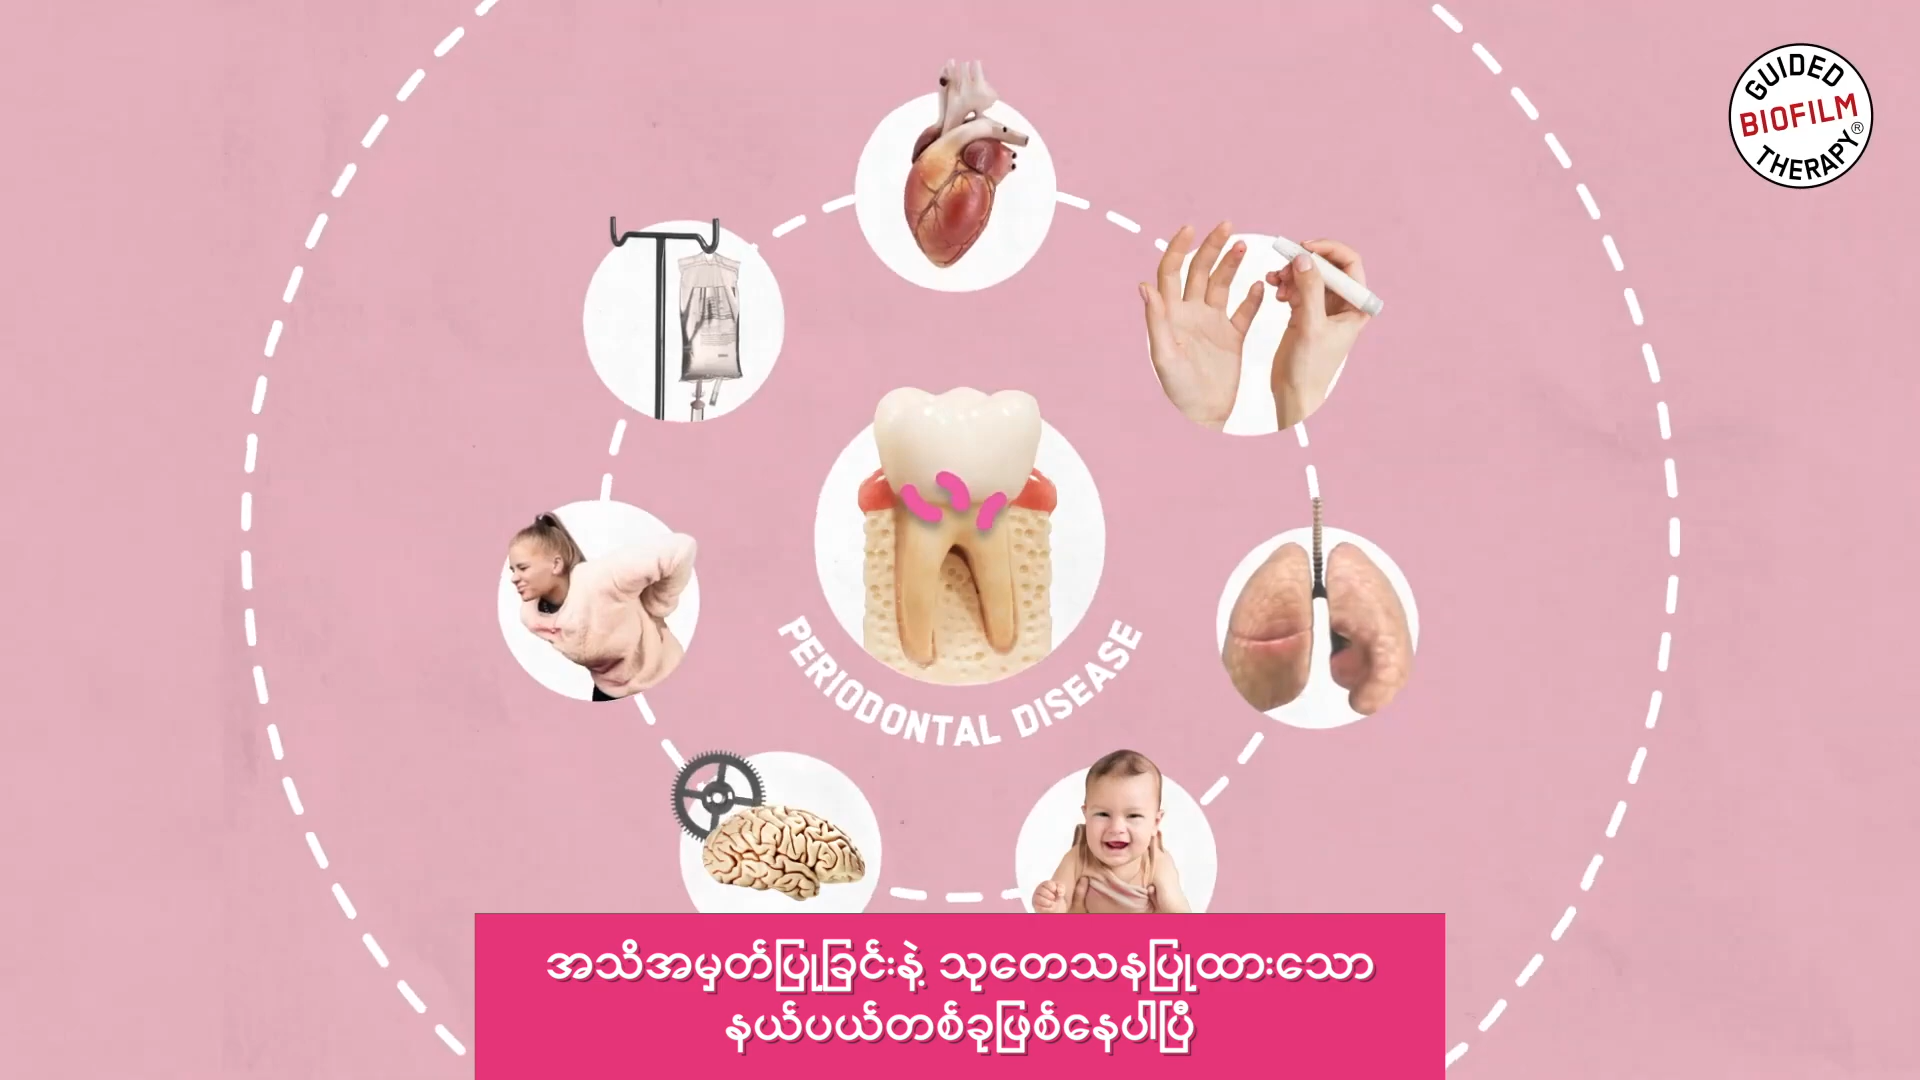 GUIDED
BIOFILM
THERAPY®
PERIODONTAL DISEASE
အသိအမှတ်ပြုခြင်းနဲ့ သုတေသနပြုထားသော
နယ်ပယ်တစ်ခုဖြစ်နေပါပြီ